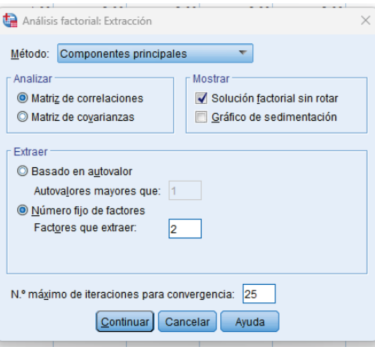 Análisis factorial: Extracción
Método: Componentes principales
Analizar
Matriz de correlaciones
Matriz de covarianzas
Mostrar
Solución factorial sin rotar
Gráfico de sedimentación
Extraer
Basado en autovalor
Autovalores mayores que: 1
Número fijo de factores
Factores que extraer: 2
N.º máximo de iteraciones para convergencia: 25
Continuar Cancelar Ayuda